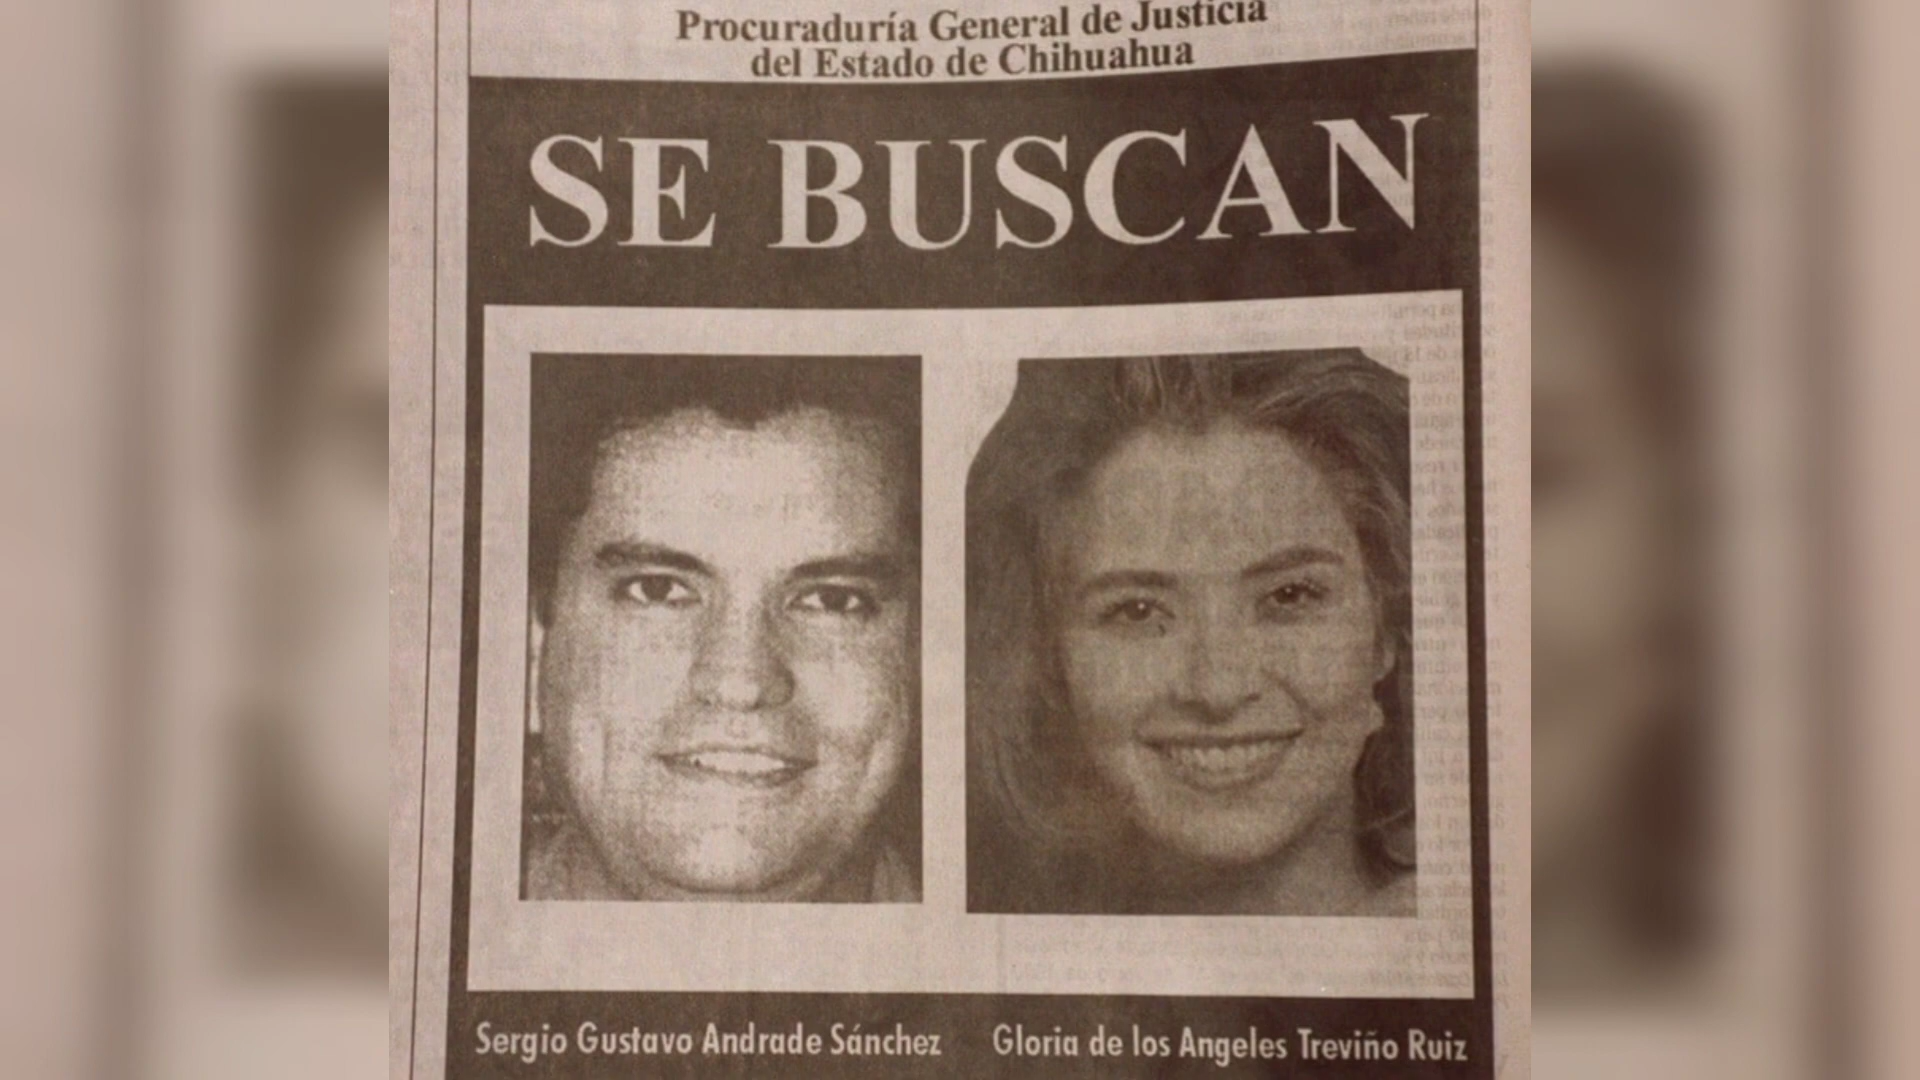 Procuraduría General de Justicia
del Estado de Chihuahua
SE BUSCAN
Sergio Gustavo Andrade Sánchez
Gloria de los Angeles Treviño Ruiz